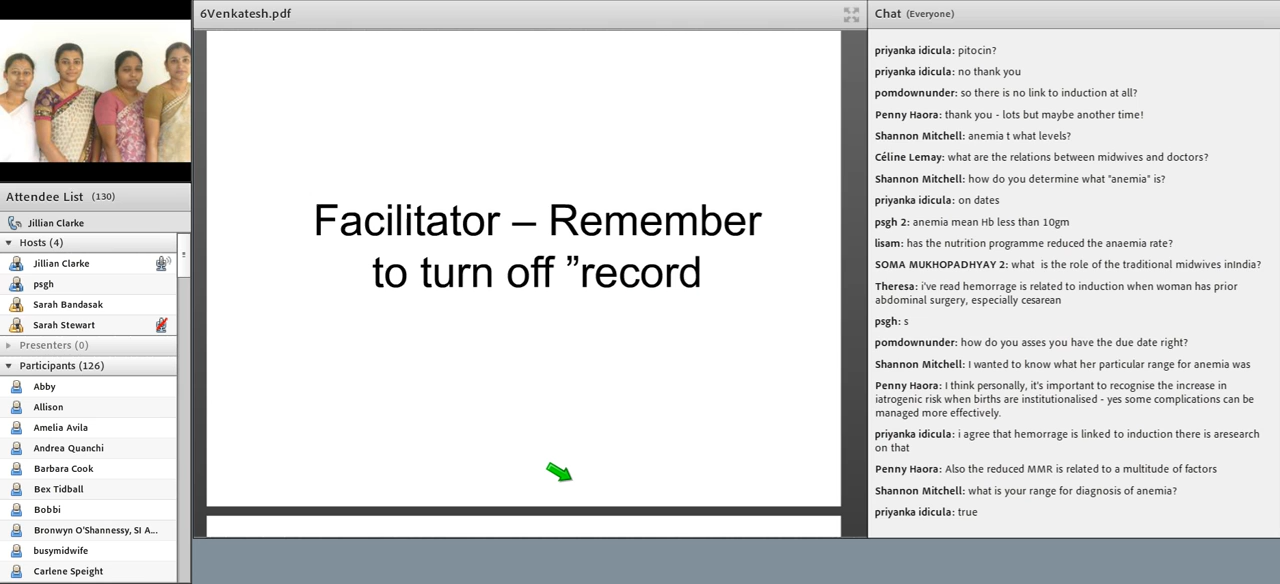 6Venkatesh.pdf
Facilitator – Remember
to turn off ”record
Attendee List (130)
Jillian Clarke
Hosts (4)
Jillian Clarke
psgh
Sarah Bandasak
Sarah Stewart
Presenters (0)
Participants (126)
Abby
Allison
Amelia Avila
Andrea Quanchi
Barbara Cook
Bex Tidball
Bobbi
Bronwyn O'Shannessy, SI A...
busymidwife
Carlene Speight
Chat (Everyone)
priyanka idicula: pitocin?
priyanka idicula: no thank you
pomdownunder: so there is no link to induction at all?
Penny Haora: thank you - lots but maybe another time!
Shannon Mitchell: anemia t what levels?
Céline Lemay: what are the relations between midwives and doctors?
Shannon Mitchell: how do you determine what "anemia" is?
priyanka idicula: on dates
psgh 2: anemia mean Hb less than 10gm
lisam: has the nutrition programme reduced the anaemia rate?
SOMA MUKHOPADHYAY 2: what is the role of the traditional midwives inIndia?
Theresa: i've read hemorrage is related to induction when woman has prior
abdominal surgery, especially cesarean
psgh: s
pomdownunder: how do you asses you have the due date right?
Shannon Mitchell: I wanted to know what her particular range for anemia was
Penny Haora: I think personally, it's important to recognise the increase in
iatrogenic risk when births are institutionalised - yes some complications can be
managed more effectively.
priyanka idicula: i agree that hemorrage is linked to induction there is aresearch
on that
Penny Haora: Also the reduced MMR is related to a multitude of factors
Shannon Mitchell: what is your range for diagnosis of anemia?
priyanka idicula: true